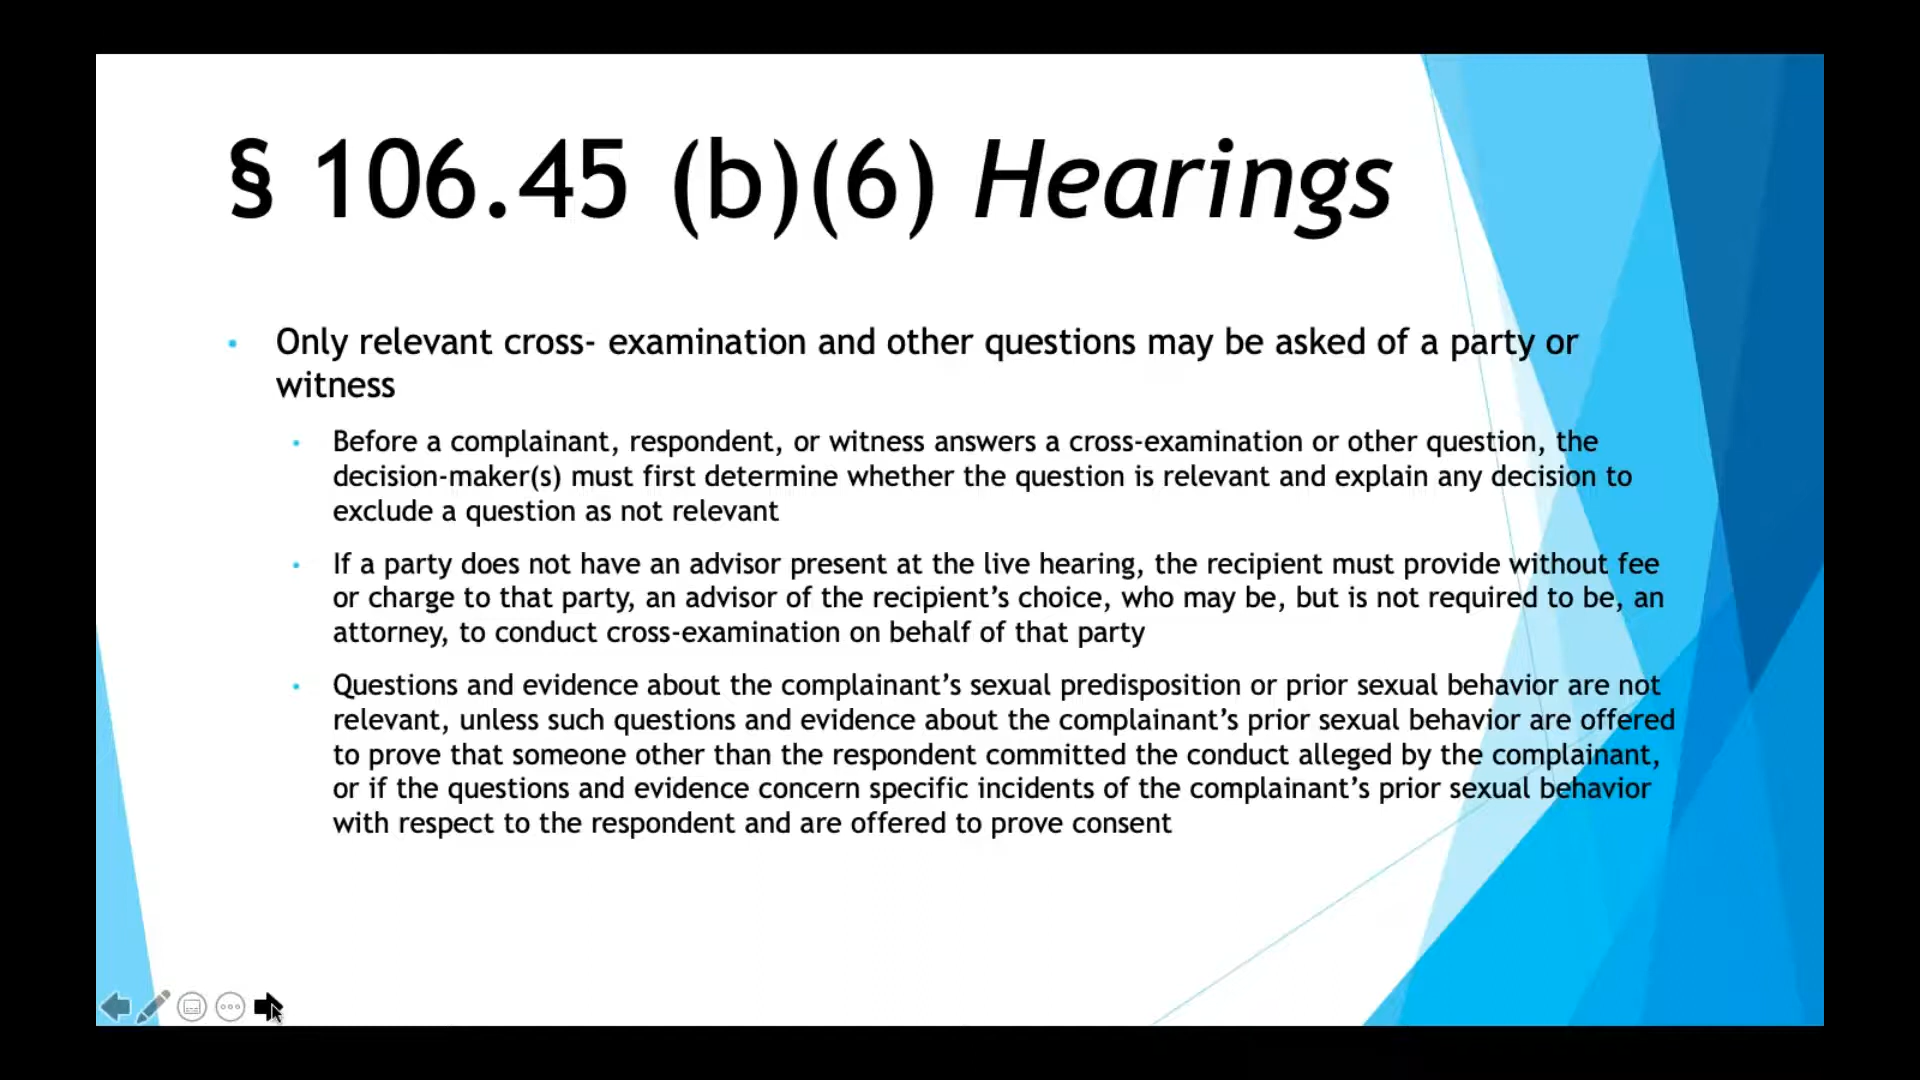 § 106.45 (b)(6) Hearings
• Only relevant cross- examination and other questions may be asked of a party or
witness
• Before a complainant, respondent, or witness answers a cross-examination or other question, the
decision-maker(s) must first determine whether the question is relevant and explain any decision to
exclude a question as not relevant
• If a party does not have an advisor present at the live hearing, the recipient must provide without fee
or charge to that party, an advisor of the recipient’s choice, who may be, but is not required to be, an
attorney, to conduct cross-examination on behalf of that party
• Questions and evidence about the complainant’s sexual predisposition or prior sexual behavior are not
relevant, unless such questions and evidence about the complainant’s prior sexual behavior are offered
to prove that someone other than the respondent committed the conduct alleged by the complainant,
or if the questions and evidence concern specific incidents of the complainant’s prior sexual behavior
with respect to the respondent and are offered to prove consent